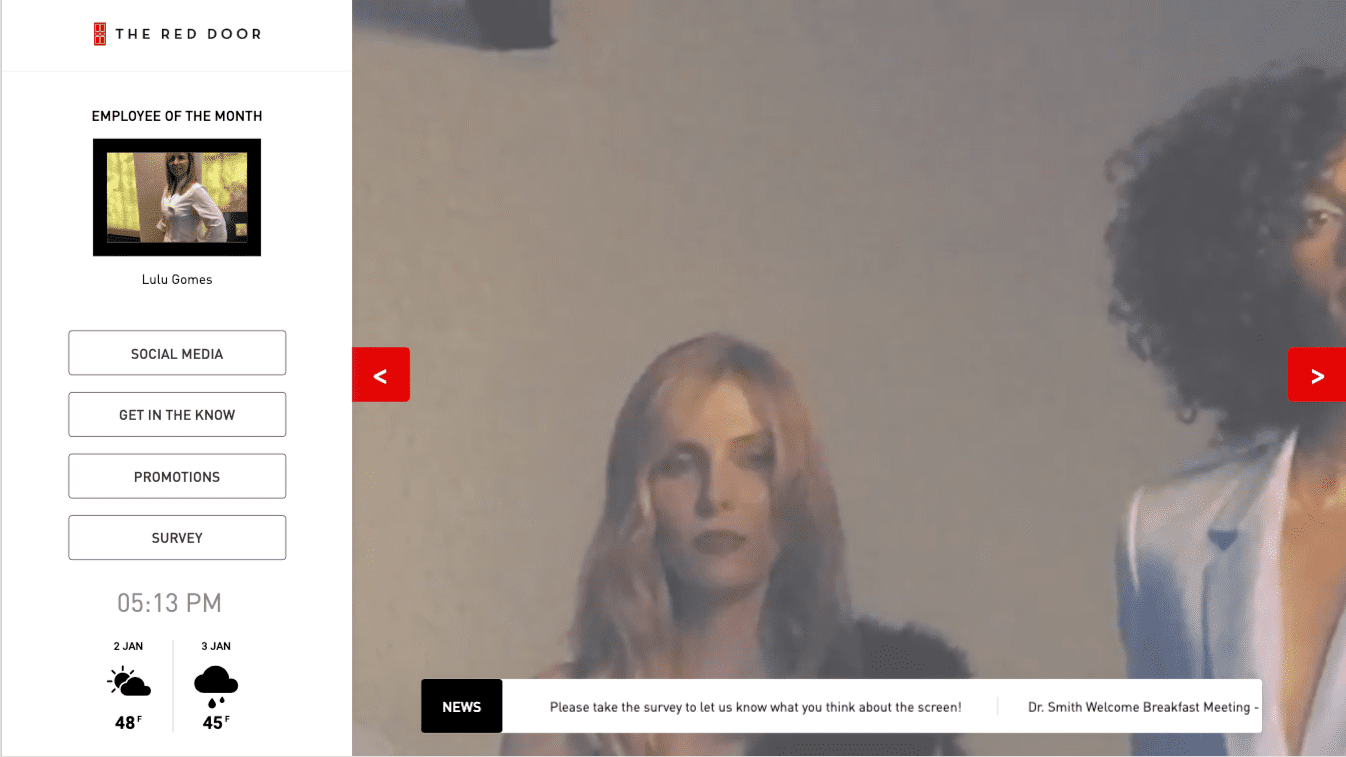 THE RED DOOR
EMPLOYEE OF THE MONTH
Lulu Gomes
SOCIAL MEDIA
GET IN THE KNOW
PROMOTIONS
SURVEY
05:13 PM
2 JAN
3 JAN
48F
45F
<
>
NEWS
Please take the survey to let us know what you think about the screen!
Dr. Smith Welcome Breakfast Meeting -